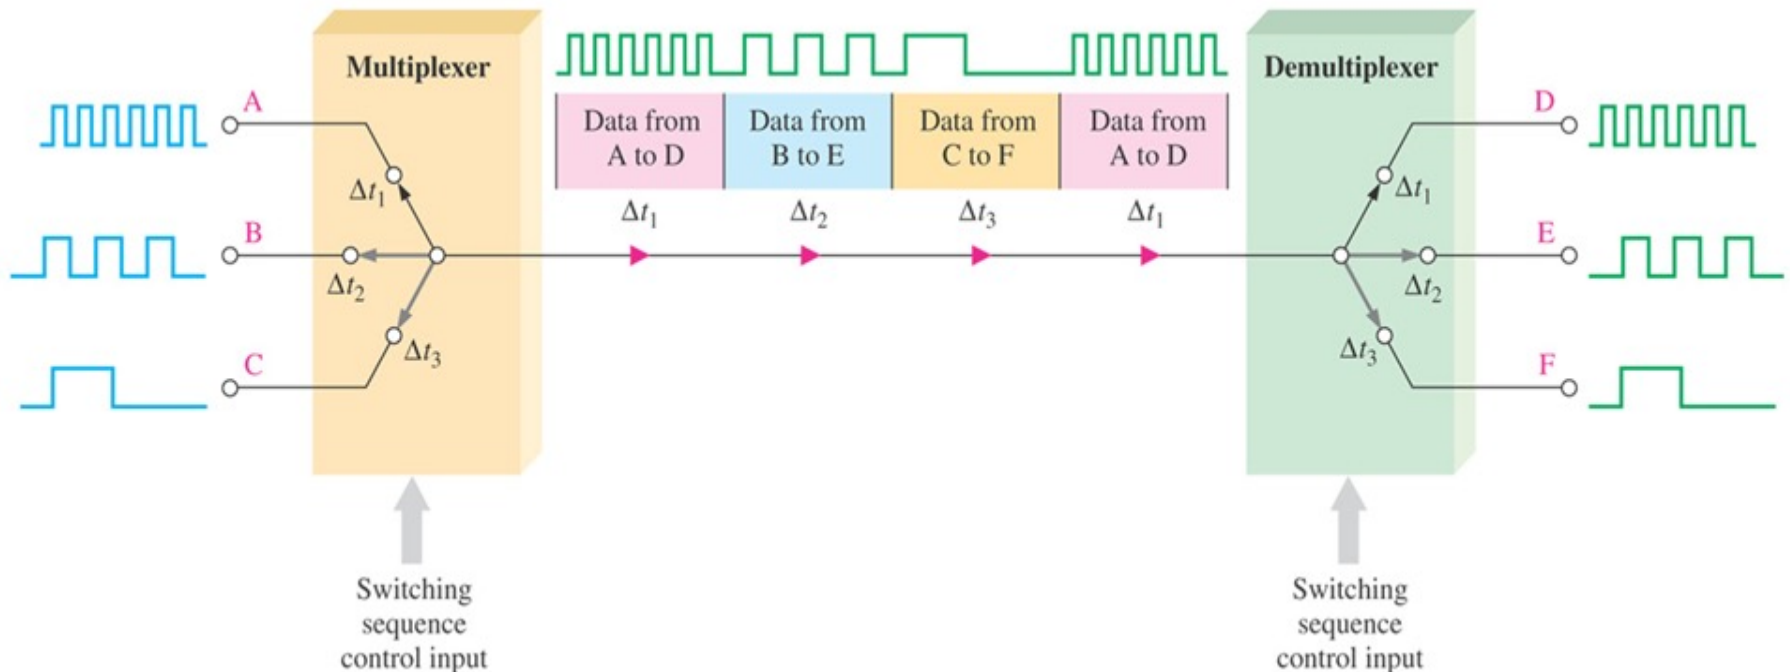 Multiplexer
A
Δt1
B
Δt2
C
Δt3
Switching
sequence
control input
Data from
A to D
Data from
B to E
Data from
C to F
Data from
A to D
Δt1
Δt2
Δt3
Δt1
Demultiplexer
D
Δt1
E
Δt2
F
Δt3
Switching
sequence
control input